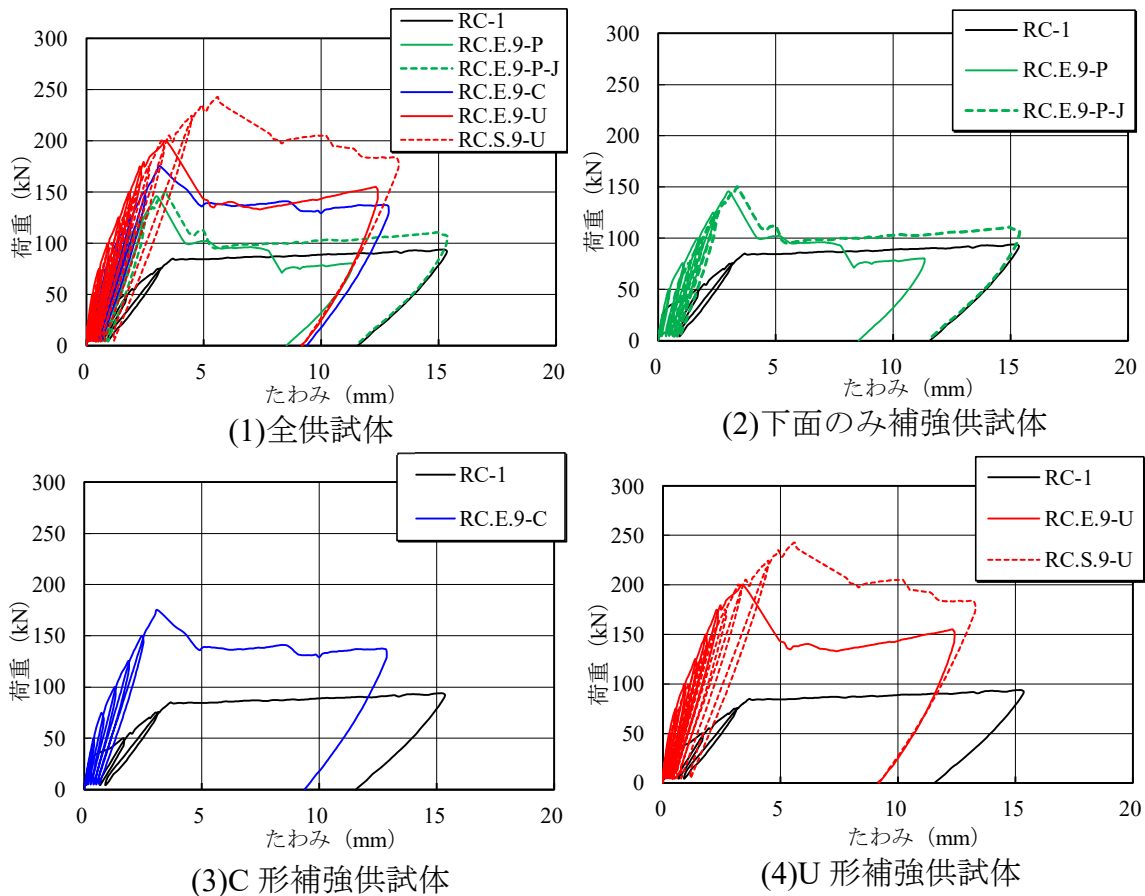 RC-1
RC.E.9-P
RC.E.9-P-J
RC.E.9-C
RC.E.9-U
RC.S.9-U
300
250
200
150
100
50
0
荷重 (kN)
0 5 10 15 20
たわみ (mm)
(1)全供試体
RC-1
RC.E.9-P
RC.E.9-P-J
300
250
200
150
100
50
0
荷重 (kN)
0 5 10 15 20
たわみ (mm)
(2)下面のみ補強供試体
RC-1
RC.E.9-C
300
250
200
150
100
50
0
荷重 (kN)
0 5 10 15 20
たわみ (mm)
(3)C 形補強供試体
RC-1
RC.E.9-U
RC.S.9-U
300
250
200
150
100
50
0
荷重 (kN)
0 5 10 15 20
たわみ (mm)
(4)U 形補強供試体